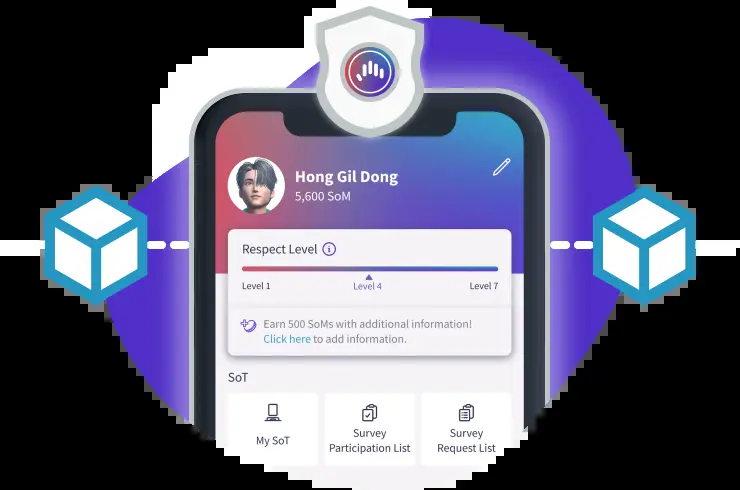 Hong Gil Dong
5,600 SoM
Respect Level
Level 1 Level 4 Level 7
Earn 500 SoMs with additional information!
Click here to add information.
SoT
My SoT
Survey
Participation List
Survey
Request List